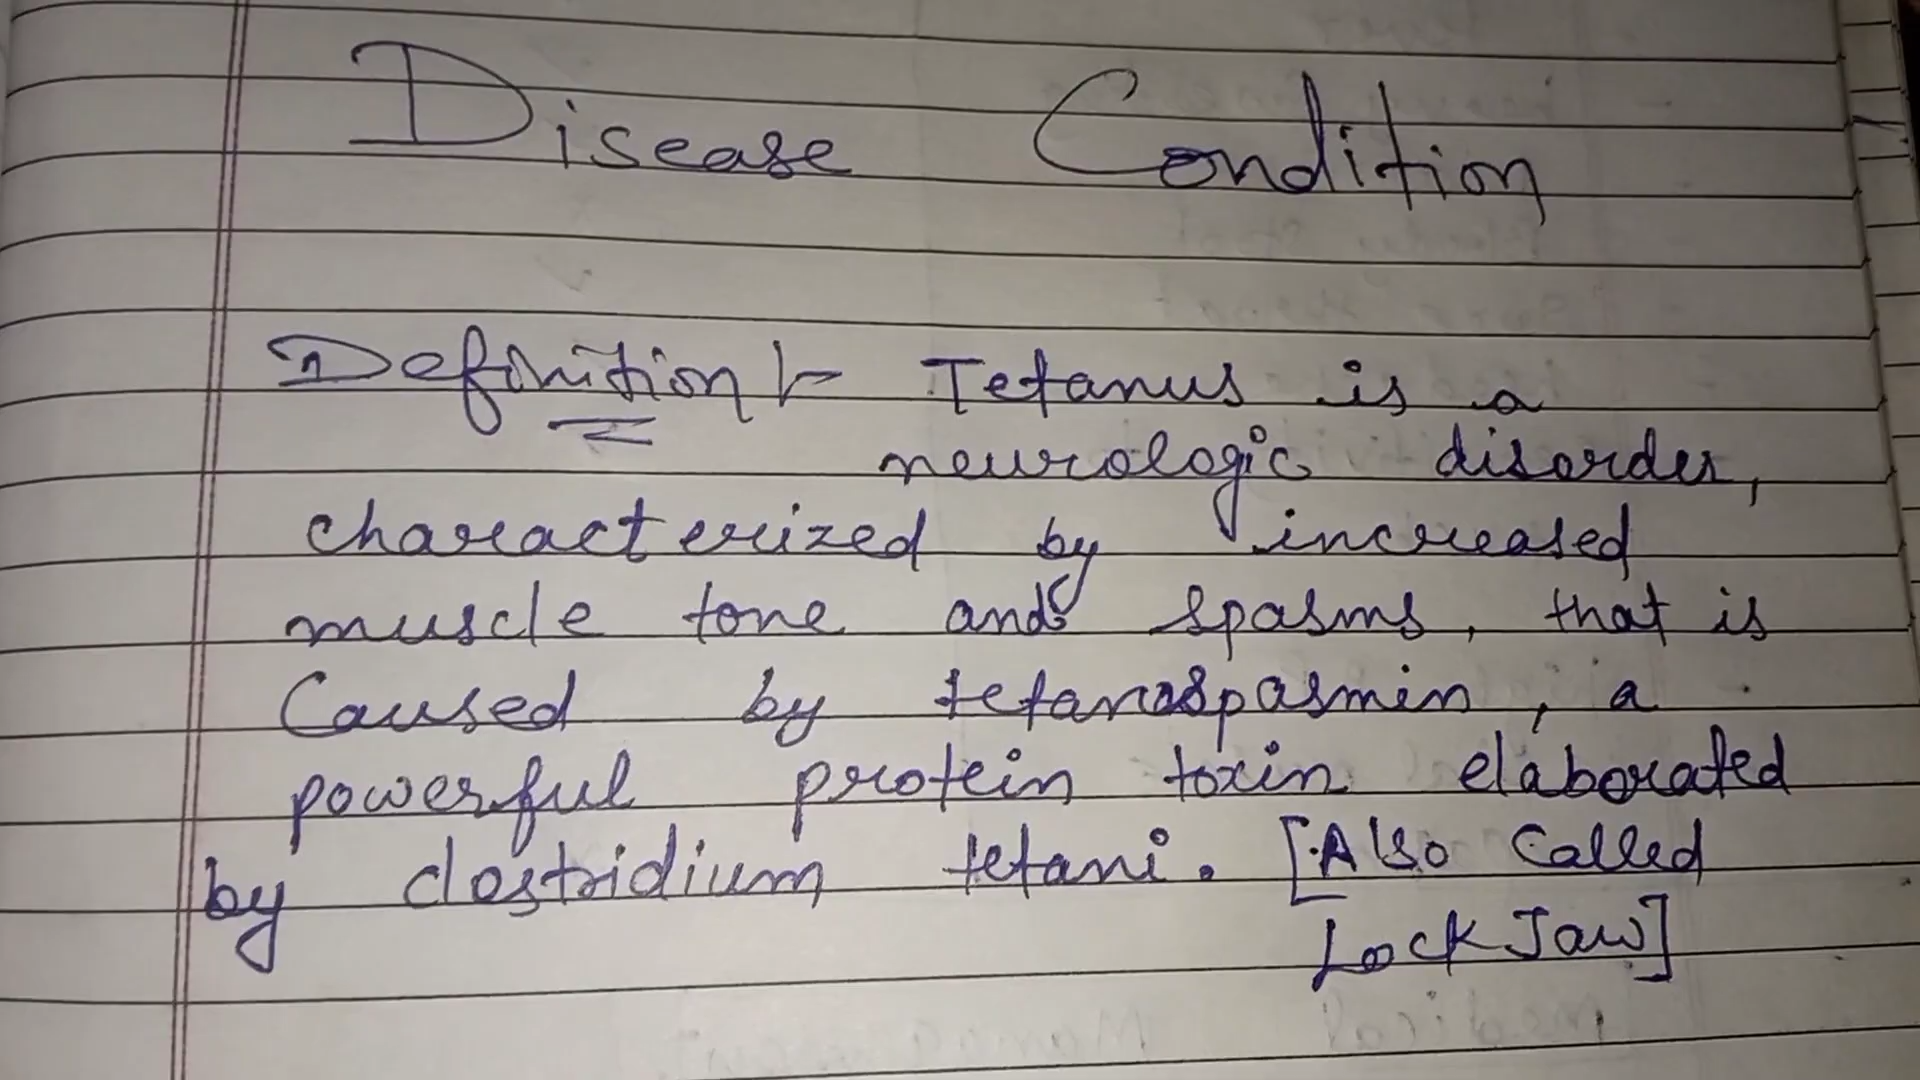 Disease Condition
Definition :- Tetanus is a
neurologic disorder,
characterized by increased
muscle tone and spasms, that is
Caused by tetanospasmin, a
powerful protein toxin elaborated
by clostridium tetani. [Also Called
Lock Jaw]